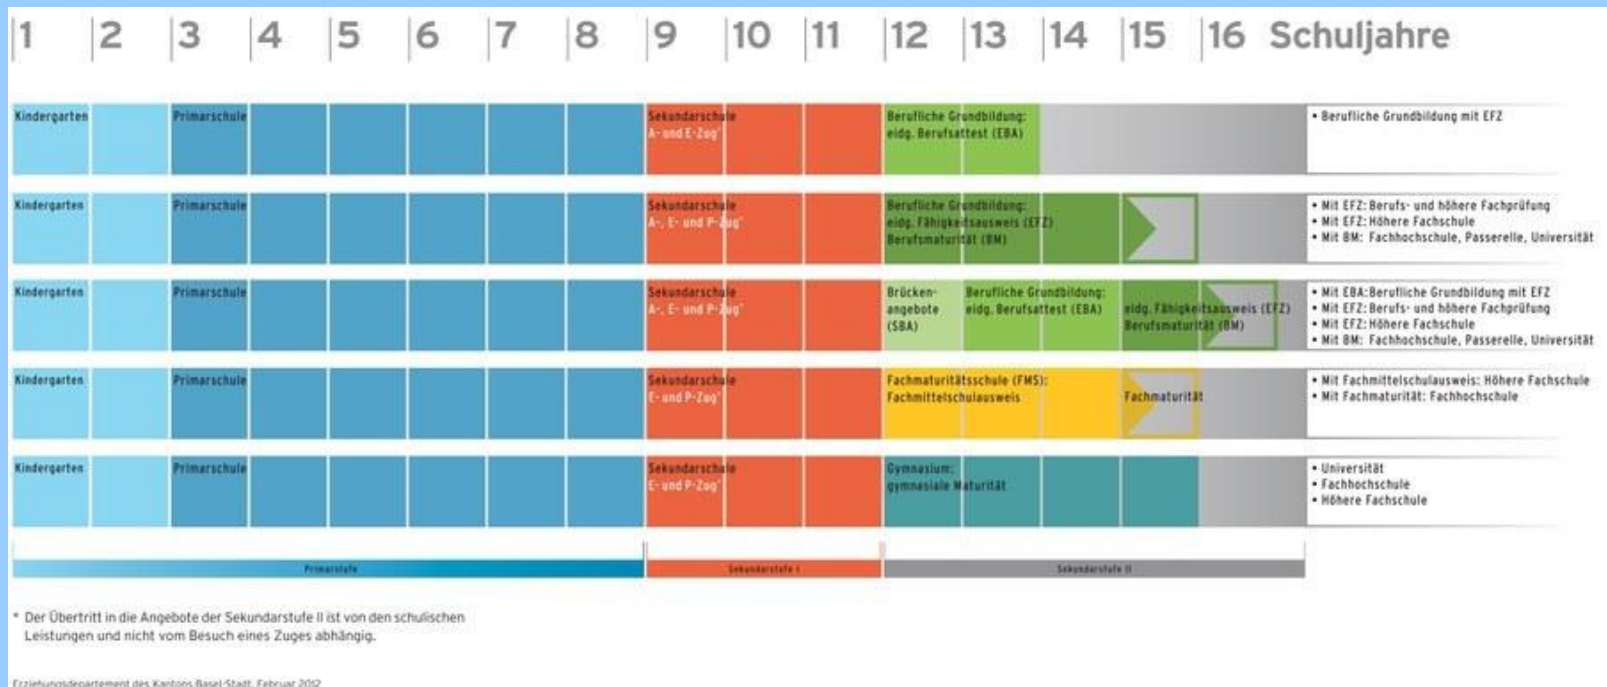 1 2 3 4 5 6 7 8 9 10 11 12 13 14 15 16 Schuljahre
Kindergarten
Primarschule
Sekundarschule
A- und E-Zug*
Berufliche Grundbildung:
eidg. Berufsattest (EBA)
• Berufliche Grundbildung mit EFZ
Kindergarten
Primarschule
Sekundarschule
A-, E- und P-Zug*
Berufliche Grundbildung:
eidg. Fähigkeitsausweis (EFZ)
Berufsmaturität (BM)
• Mit EFZ: Berufs- und höhere Fachprüfung
• Mit EFZ: Höhere Fachschule
• Mit BM: Fachhochschule, Passerelle, Universität
Kindergarten
Primarschule
Sekundarschule
A-, E- und P-Zug*
Brücken-
angebote
(SBA)
Berufliche Grundbildung:
eidg. Berufsattest (EBA)
eidg. Fähigkeitsausweis (EFZ)
Berufsmaturität (BM)
• Mit EBA: Berufliche Grundbildung mit EFZ
• Mit EFZ: Berufs- und höhere Fachprüfung
• Mit EFZ: Höhere Fachschule
• Mit BM: Fachhochschule, Passerelle, Universität
Kindergarten
Primarschule
Sekundarschule
E- und P-Zug*
Fachmaturitätsschule (FMS):
Fachmittelschulausweis
Fachmaturität
• Mit Fachmittelschulausweis: Höhere Fachschule
• Mit Fachmaturität: Fachhochschule
Kindergarten
Primarschule
Sekundarschule
E- und P-Zug*
Gymnasium:
gymnasiale Maturität
• Universität
• Fachhochschule
• Höhere Fachschule
Primarstufe
Sekundarstufe I
Sekundarstufe II
* Der Übertritt in die Angebote der Sekundarstufe II ist von den schulischen
Leistungen und nicht vom Besuch eines Zuges abhängig.
Erziehungsdepartement des Kantons Basel-Stadt, Februar 2012